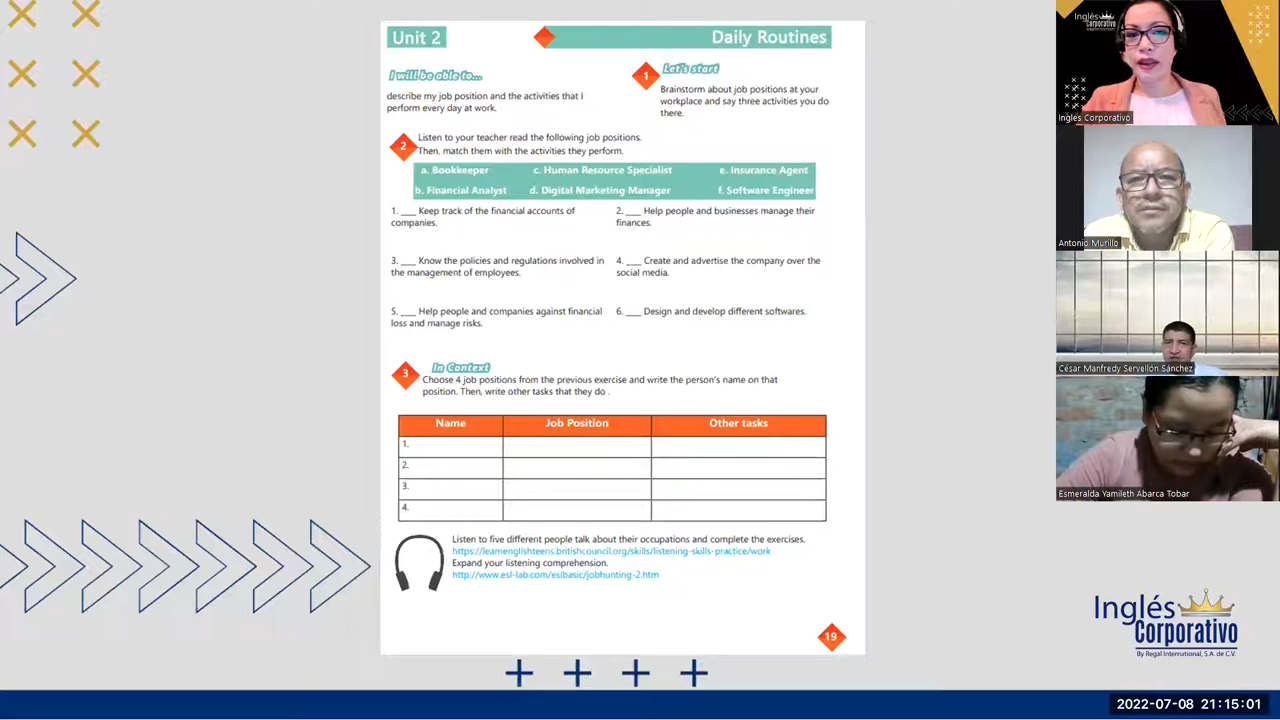 Unit 2
Daily Routines
I will be able to...
describe my job position and the activities that I
perform every day at work.
1
Let's start
Brainstorm about job positions at your
workplace and say three activities you do
there.
2
Listen to your teacher read the following job positions.
Then, match them with the activities they perform.
a. Bookkeeper
c. Human Resource Specialist
e. Insurance Agent
b. Financial Analyst
d. Digital Marketing Manager
f. Software Engineer
1. ___ Keep track of the financial accounts of
companies.
2. ___ Help people and businesses manage their
finances.
3. ___ Know the policies and regulations involved in
the management of employees.
4. ___ Create and advertise the company over the
social media.
5. ___ Help people and companies against financial
loss and manage risks.
6. ___ Design and develop different softwares.
3
In Context
Choose 4 job positions from the previous exercise and write the person's name on that
position. Then, write other tasks that they do .
Name
Job Position
Other tasks
1.
2.
3.
4.
Listen to five different people talk about their occupations and complete the exercises.
https://learnenglishteens.britishcouncil.org/skills/listening-skills-practice/work
Expand your listening comprehension.
http://www.esl-lab.com/eslbasic/jobhunting-2.htm
19
Inglés
Corporativo
Inglés Corporativo
Antonio Murillo
César Manfredy Servellón Sánchez
Esmeralda Yamileth Abarca Tobar
Inglés
Corporativo
By Regal International, S.A. de C.V.
2022-07-08 21:15:01